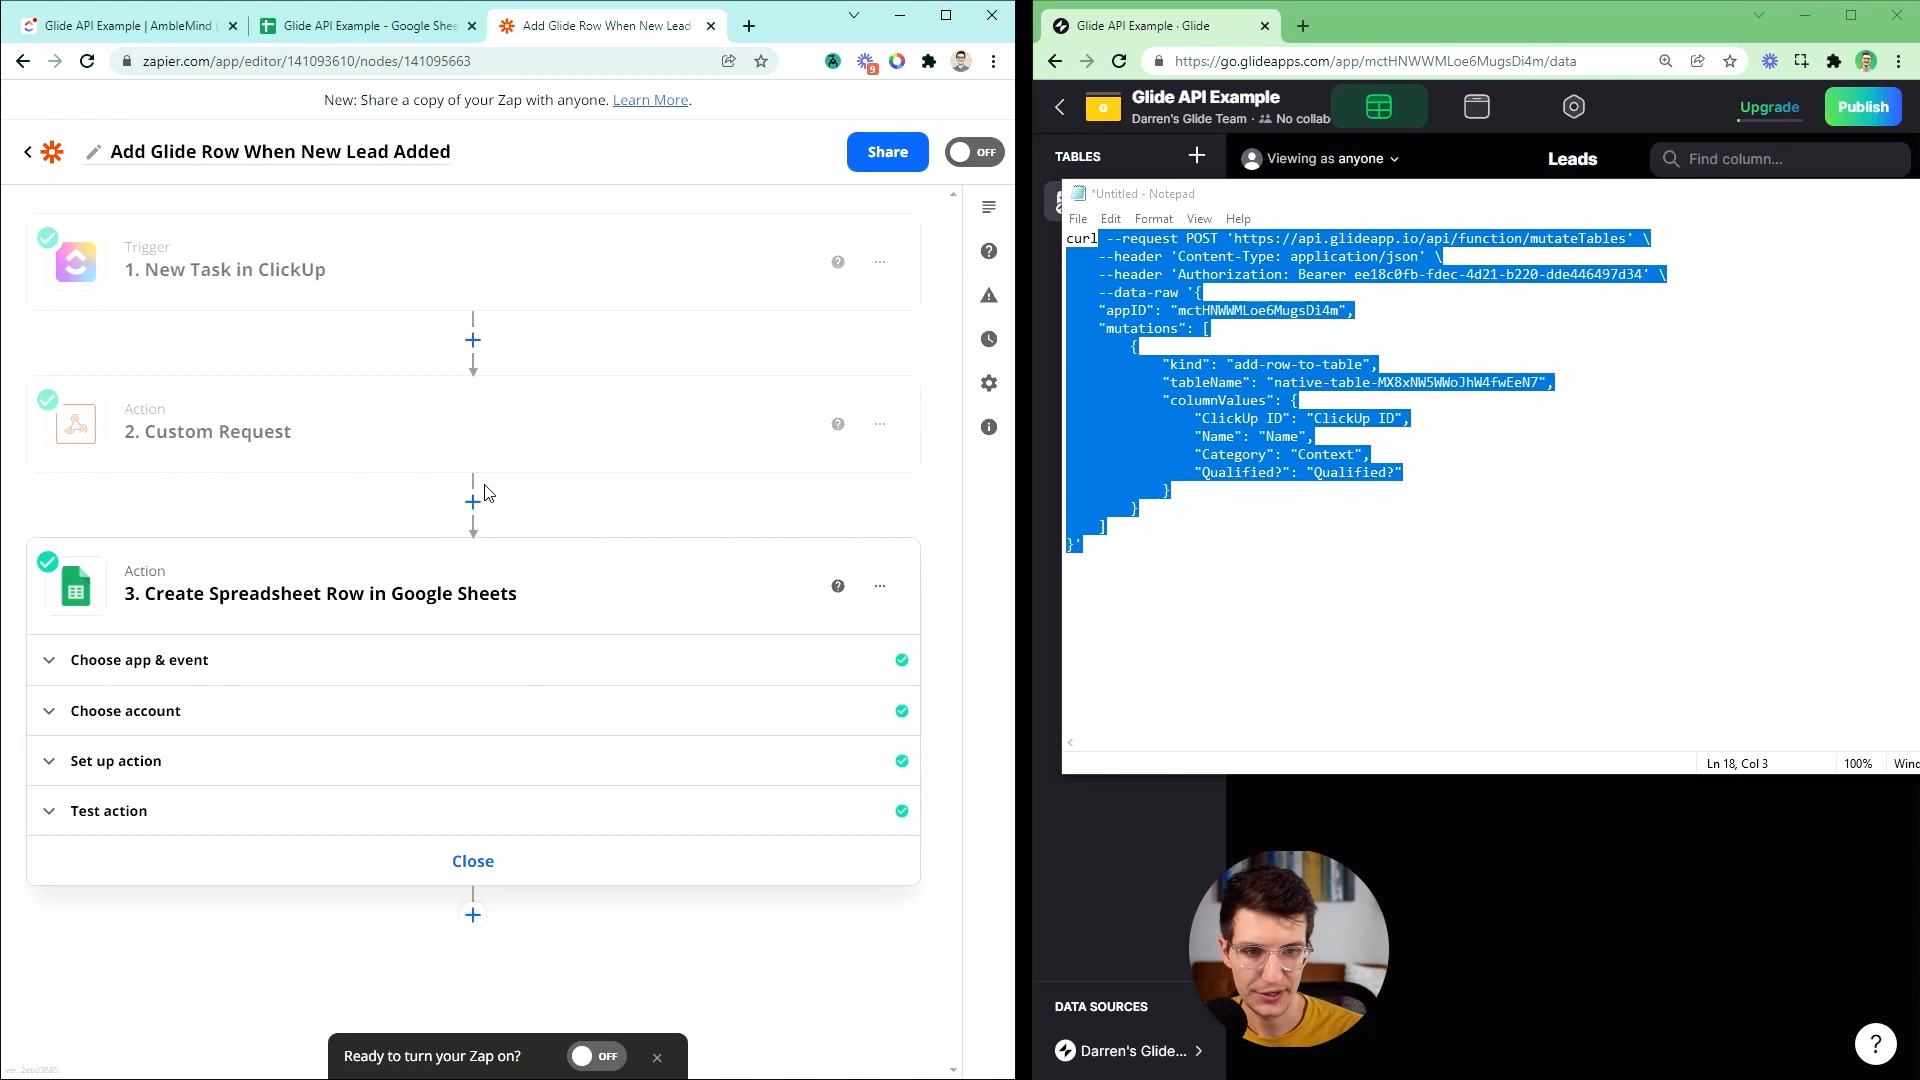 Glide API Example | AmbleMind (
Glide API Example - Google Shee
Add Glide Row When New Lead
zapier.com/app/editor/141093610/nodes/141095663
9
New: Share a copy of your Zap with anyone. Learn More.
Add Glide Row When New Lead Added
Share
OFF
Trigger
1. New Task in ClickUp
Action
2. Custom Request
Action
3. Create Spreadsheet Row in Google Sheets
Choose app & event
Choose account
Set up action
Test action
Close
Ready to turn your Zap on?
OFF
ver. 2ebd3685
Glide API Example · Glide
https://go.glideapps.com/app/mctHNWWMLoe6MugsDi4m/data
G
Glide API Example
Darren's Glide Team · No collab
Upgrade
Publish
TABLES
Viewing as anyone
Leads
Find column...
*Untitled - Notepad
File Edit Format View Help
curl --request POST 'https://api.glideapp.io/api/function/mutateTables' \
--header 'Content-Type: application/json' \
--header 'Authorization: Bearer ee18c0fb-fdec-4d21-b220-dde446497d34' \
--data-raw '{
"appID": "mctHNWWMLoe6MugsDi4m",
"mutations": [
{
"kind": "add-row-to-table",
"tableName": "native-table-MX8xNW5WWoJhW4fwEeN7",
"columnValues": {
"ClickUp ID": "ClickUp ID",
"Name": "Name",
"Category": "Context",
"Qualified?": "Qualified?"
}
}
]
}'
Ln 18, Col 3
100%
Wind
DATA SOURCES
Darren's Glide...
?